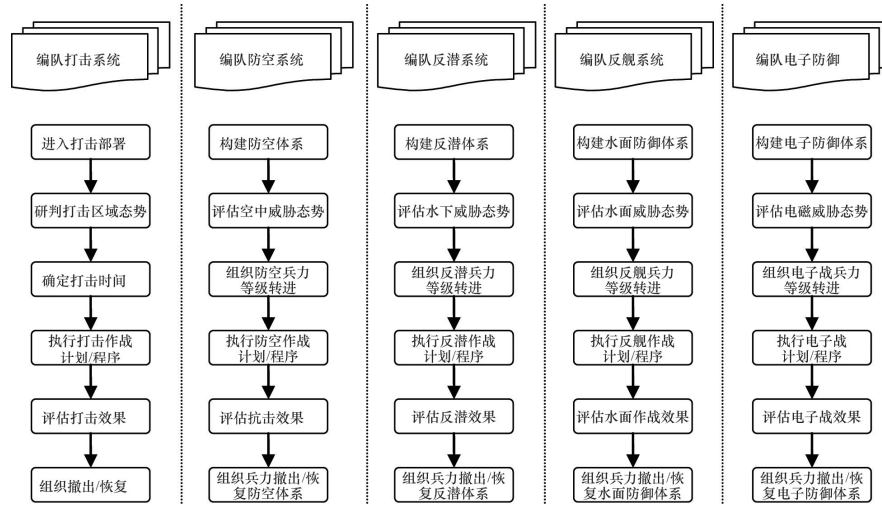 编队打击系统
编队防空系统
编队反潜系统
编队反舰系统
编队电子防御
进入打击部署
构建防空体系
构建反潜体系
构建水面防御体系
构建电子防御体系
研判打击区域态势
评估空中威胁态势
评估水下威胁态势
评估水面威胁态势
评估电磁威胁态势
确定打击时间
组织防空兵力
等级转进
组织反潜兵力
等级转进
组织反舰兵力
等级转进
组织电子战兵力
等级转进
执行打击作战
计划/程序
执行防空作战
计划/程序
执行反潜作战
计划/程序
执行反舰作战
计划/程序
执行电子战
计划/程序
评估打击效果
评估抗击效果
评估反潜效果
评估水面作战效果
评估电子战效果
组织撤出/恢复
组织兵力撤出/恢
复防空体系
组织兵力撤出/恢
复反潜体系
组织兵力撤出/恢
复水面防御体系
组织兵力撤出/恢
复电子防御体系